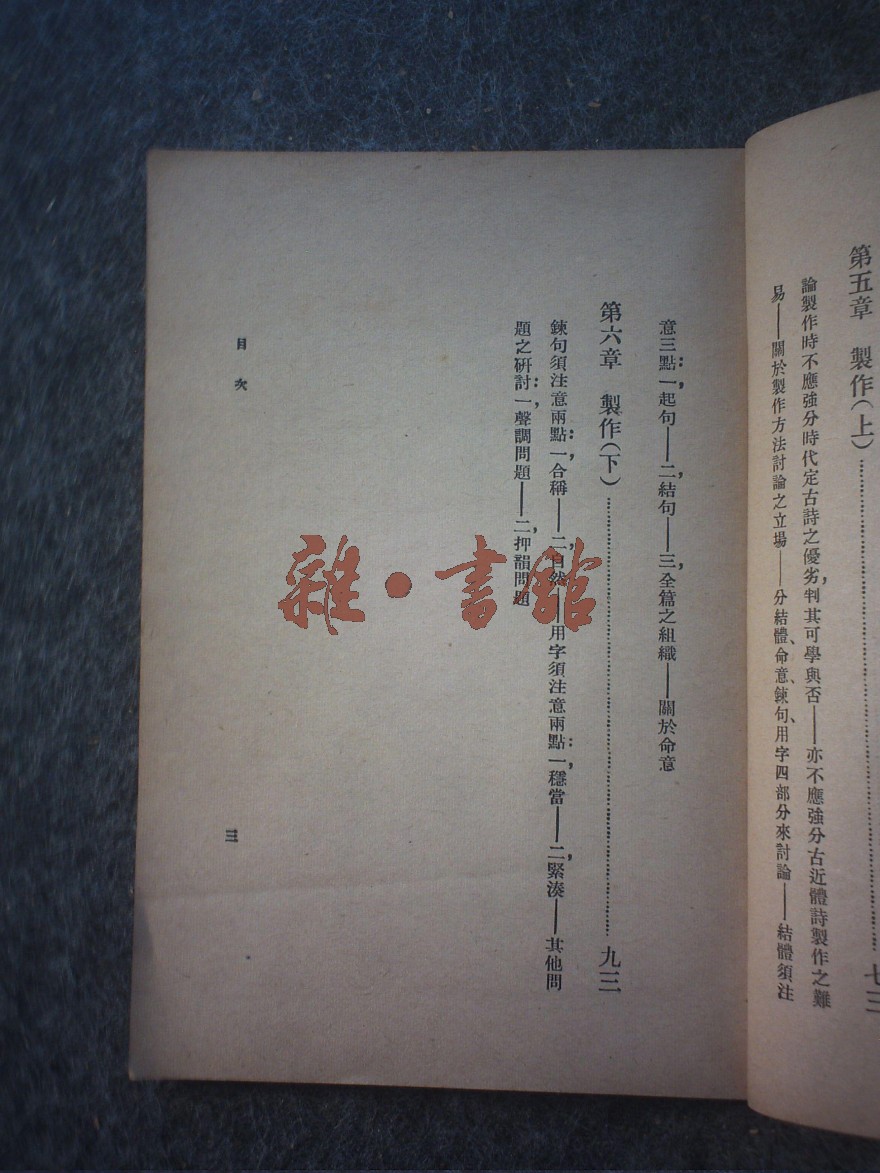 第五章　製作（上）……七三
論製作時不應強分時代定古詩之優劣，判其可學與否——亦不應強分古近體詩製作之難
易——關於製作方法討論之立場——分結體、命意、鍊句、用字四部分來討論——結體須注
意三點：一，起句——二，結句——三，全篇之組織——關於命意
第六章　製作（下）……九三
鍊句須注意兩點：一，合稱——二，自然——用字須注意兩點：一，穩當——二，緊湊——其他問
題之硏討：一，聲調問題——二，押韻問題
目次
三
雜·書館